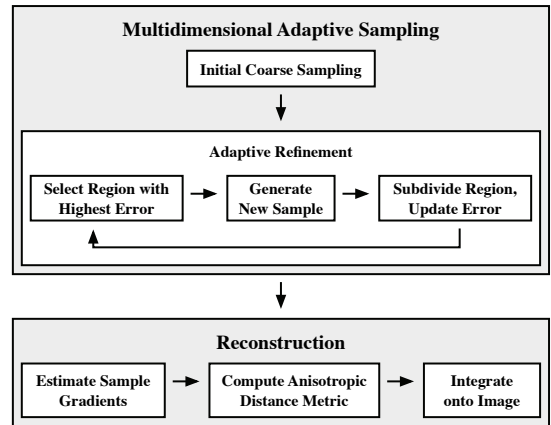 Multidimensional Adaptive Sampling
Initial Coarse Sampling
Adaptive Refinement
Select Region with
Highest Error
Generate
New Sample
Subdivide Region,
Update Error
Reconstruction
Estimate Sample
Gradients
Compute Anisotropic
Distance Metric
Integrate
onto Image